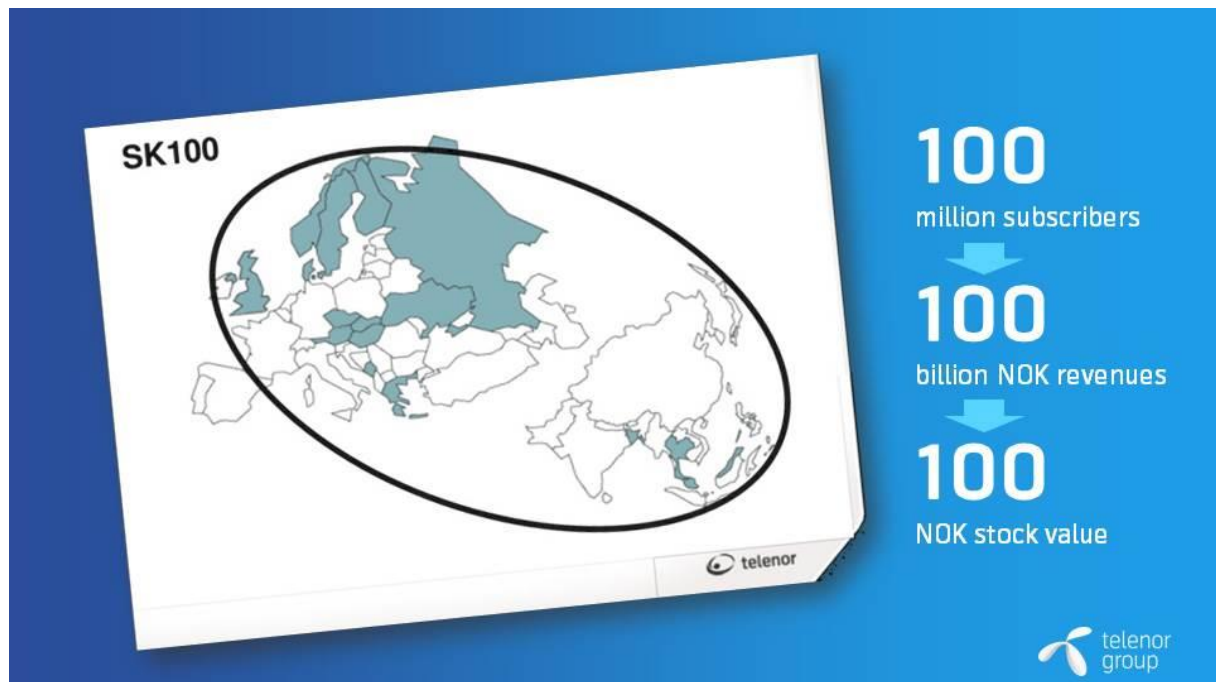 SK100
telenor
100
million subscribers
100
billion NOK revenues
100
NOK stock value
telenor
group